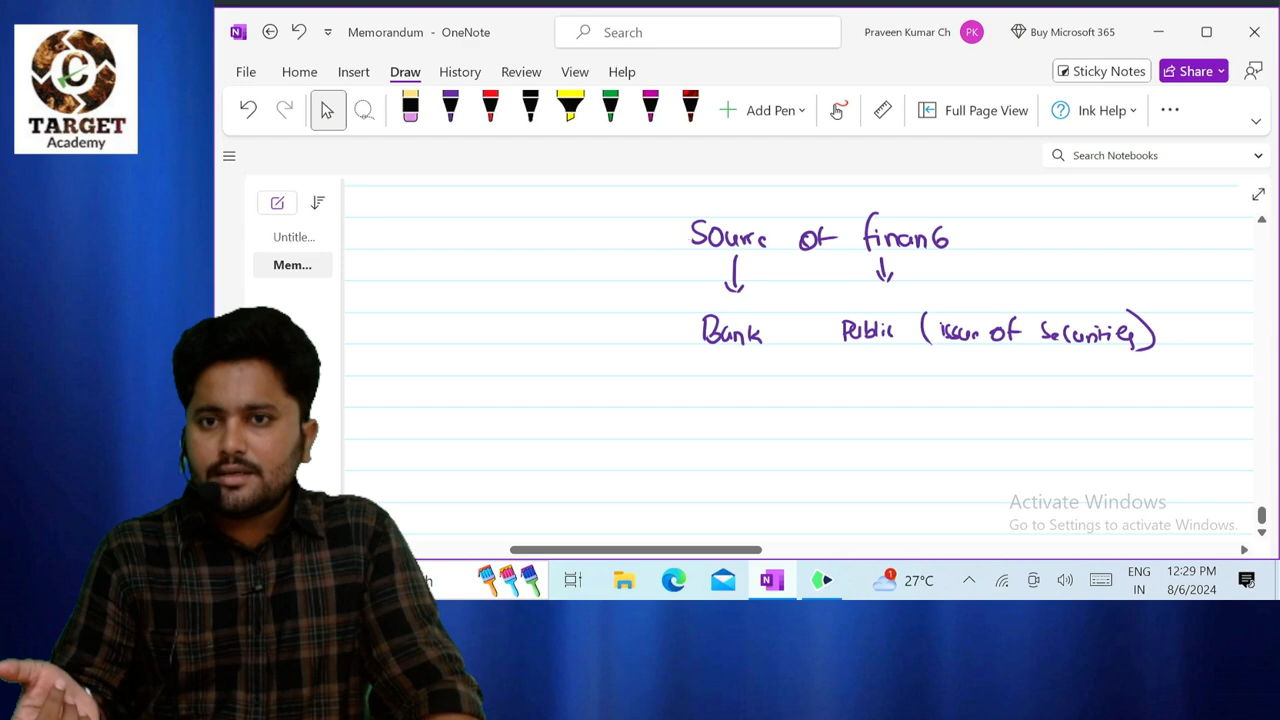 TARGET
Academy
Memorandum - OneNote
Search
Praveen Kumar Ch
PK
Buy Microsoft 365
File
Home
Insert
Draw
History
Review
View
Help
Sticky Notes
Share
Add Pen
Full Page View
Ink Help
Search Notebooks
Untitle...
Mem...
Source of finance
Bank Public (issue of Securities)
Activate Windows
Go to Settings to activate Windows.
h
1
27°C
ENG
IN
12:29 PM
8/6/2024